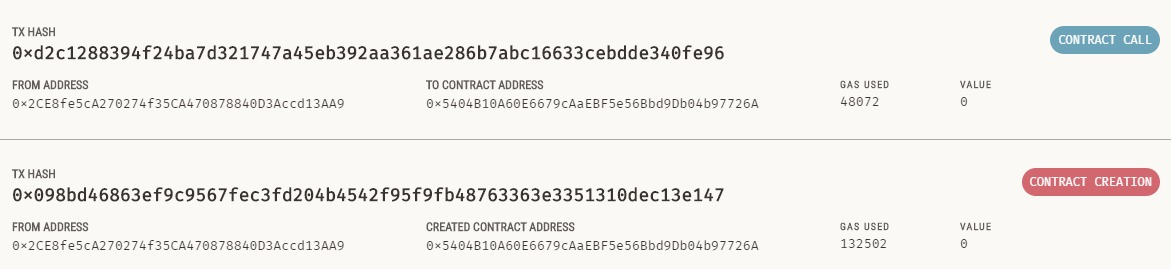 TX HASH
0×d2c1288394f24ba7d321747a45eb392aa361ae286b7abc16633cebdde340fe96
CONTRACT CALL
FROM ADDRESS
TO CONTRACT ADDRESS
GAS USED
VALUE
0×2CE8fe5cA270274f35CA470878840D3Accd13AA9
0×5404B10A60E6679cAaEBF5e56Bbd9Db04b97726A
48072
0
TX HASH
0×098bd46863ef9c9567fec3fd204b4542f95f9fb48763363e3351310dec13e147
CONTRACT CREATION
FROM ADDRESS
CREATED CONTRACT ADDRESS
GAS USED
VALUE
0×2CE8fe5cA270274f35CA470878840D3Accd13AA9
0×5404B10A60E6679cAaEBF5e56Bbd9Db04b97726A
132502
0